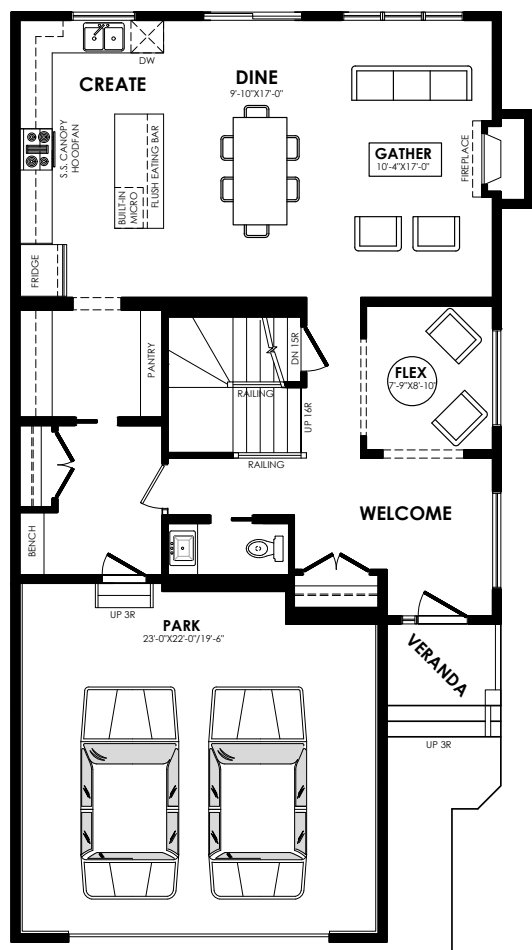 DW
CREATE
DINE
9'-10"X17'-0"
S.S. CANOPY
HOODFAN
FLUSH EATING BAR
BUILT-IN
MICRO
GATHER
10'-4"X17'-0"
FIREPLACE
FRIDGE
PANTRY
DN 15R
RAILING
UP 16R
RAILING
FLEX
7'-9"X8'-10"
WELCOME
BENCH
UP 3R
PARK
23'-0"X22'-0"/19'-6"
VERANDA
UP 3R